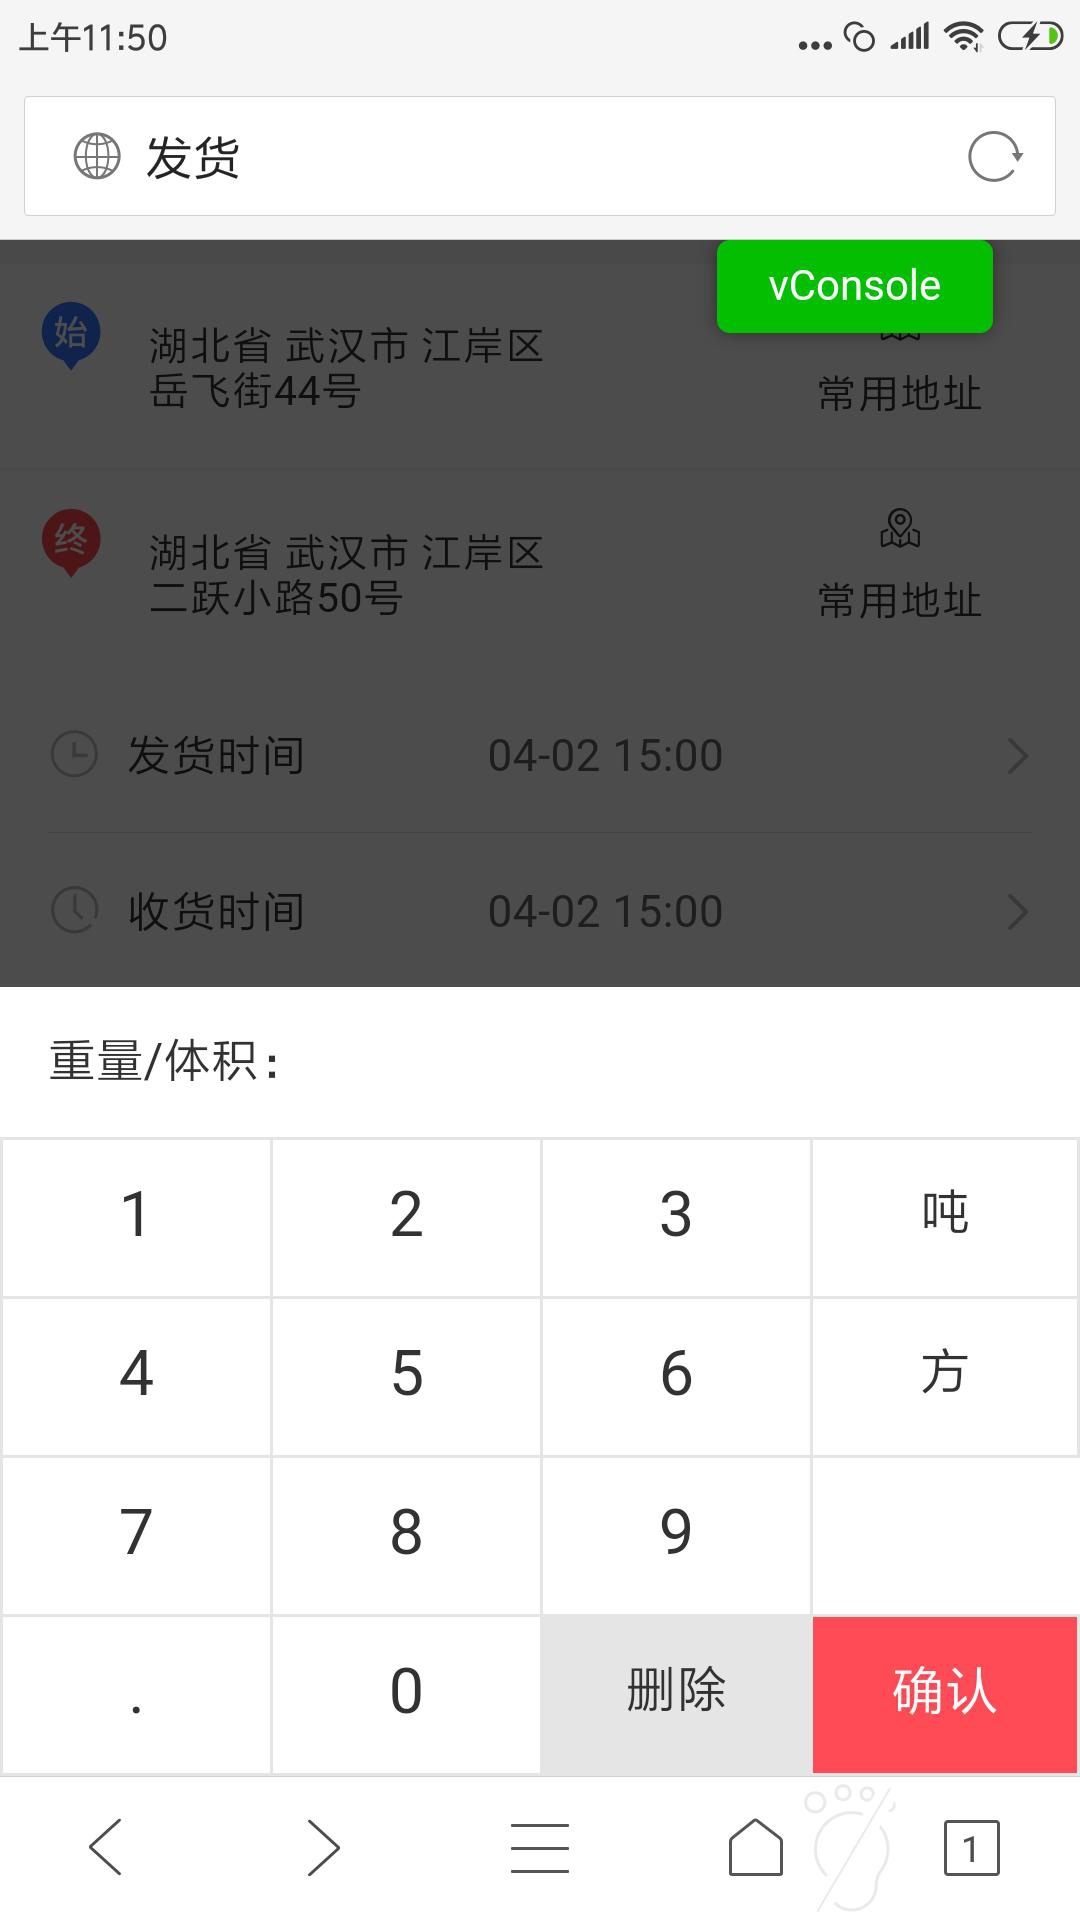 上午11:50
发货
vConsole
始
湖北省 武汉市 江岸区
岳飞街44号
常用地址
终
湖北省 武汉市 江岸区
二跃小路50号
常用地址
发货时间 04-02 15:00
收货时间 04-02 15:00
重量/体积：
1 2 3 吨
4 5 6 方
7 8 9
. 0 删除 确认
1